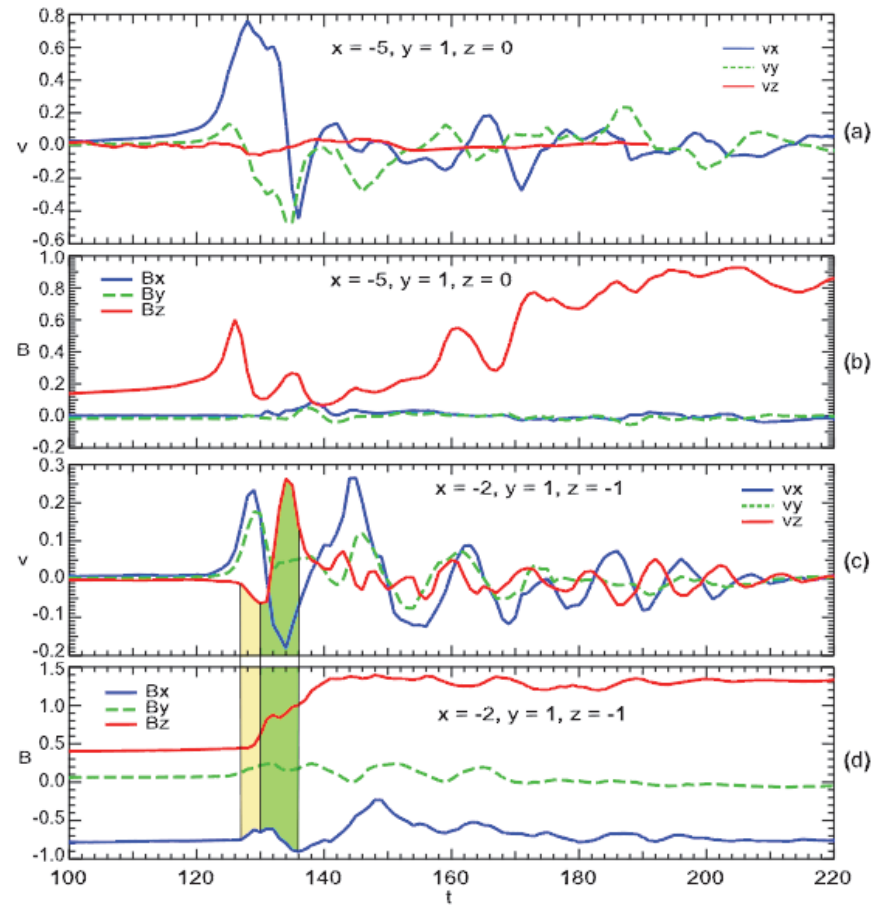 0.8
0.6
0.4
0.2
0.0
-0.2
-0.4
-0.6
v
x = -5, y = 1, z = 0
vx
vy
vz
(a)
1.0
0.8
0.6
0.4
0.2
0.0
-0.2
B
Bx
By
Bz
x = -5, y = 1, z = 0
(b)
0.3
0.2
0.1
0.0
-0.1
-0.2
v
x = -2, y = 1, z = -1
vx
vy
vz
(c)
1.5
1.0
0.5
0.0
-0.5
-1.0
B
Bx
By
Bz
x = -2, y = 1, z = -1
(d)
100 120 140 160 180 200 220
t